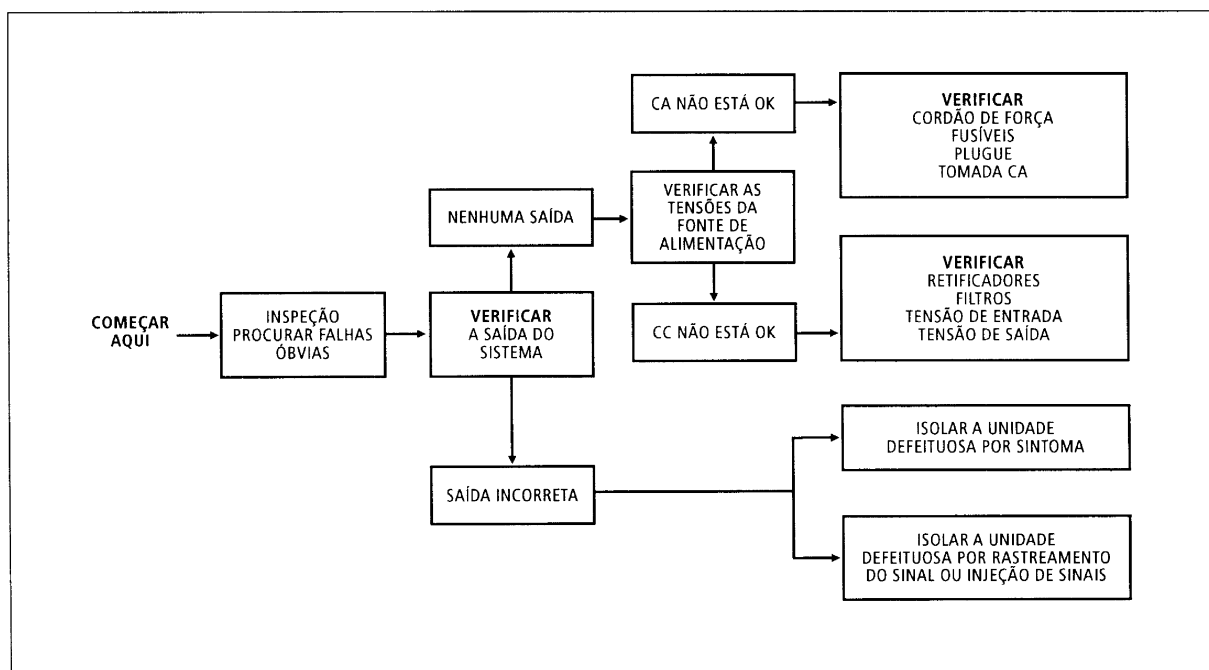 COMEÇAR
AQUI
INSPEÇÃO
PROCURAR FALHAS
ÓBVIAS
VERIFICAR
A SAÍDA DO
SISTEMA
NENHUMA SAÍDA
VERIFICAR AS
TENSÕES DA
FONTE DE
ALIMENTAÇÃO
CA NÃO ESTÁ OK
VERIFICAR
CORDÃO DE FORÇA
FUSÍVEIS
PLUGUE
TOMADA CA
CC NÃO ESTÁ OK
VERIFICAR
RETIFICADORES
FILTROS
TENSÃO DE ENTRADA
TENSÃO DE SAÍDA
SAÍDA INCORRETA
ISOLAR A UNIDADE
DEFEITUOSA POR SINTOMA
ISOLAR A UNIDADE
DEFEITUOSA POR RASTREAMENTO
DO SINAL OU INJEÇÃO DE SINAIS